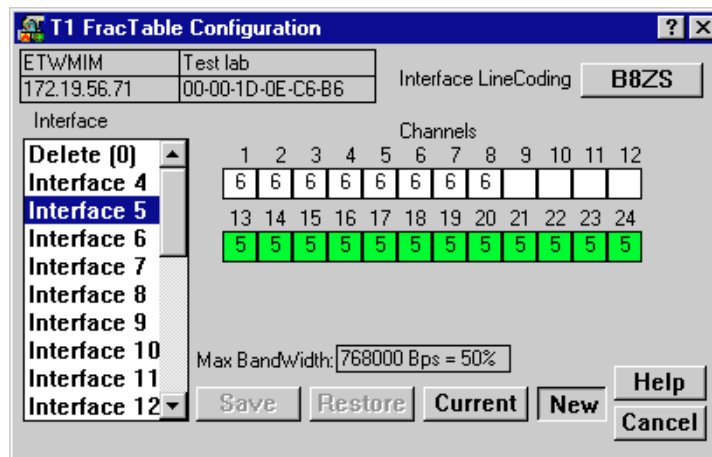 T1 FracTable Configuration
ETWMIM Test lab
172.19.56.71 00-00-1D-0E-C6-B6
Interface LineCoding B8ZS
Interface
Delete (0)
Interface 4
Interface 5
Interface 6
Interface 7
Interface 8
Interface 9
Interface 10
Interface 11
Interface 12
Channels
1 2 3 4 5 6 7 8 9 10 11 12
6 6 6 6 6 6 6 6
13 14 15 16 17 18 19 20 21 22 23 24
5 5 5 5 5 5 5 5 5 5 5 5
Max BandWidth: 768000 Bps = 50%
Save Restore Current New
Help
Cancel